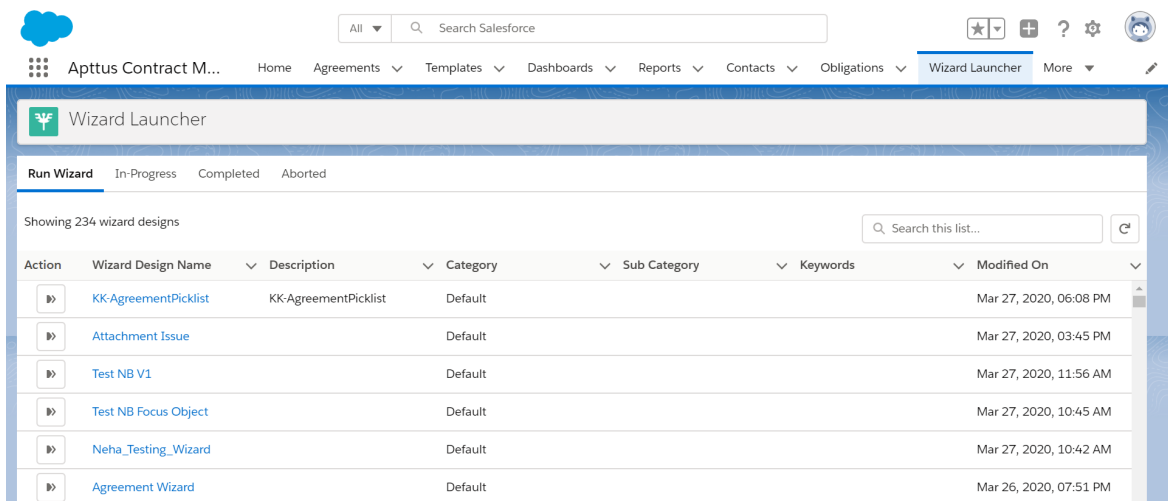 All Search Salesforce
Apttus Contract M... Home Agreements Templates Dashboards Reports Contacts Obligations Wizard Launcher More
Wizard Launcher
Run Wizard In-Progress Completed Aborted
Showing 234 wizard designs Search this list...
Action Wizard Design Name Description Category Sub Category Keywords Modified On
KK-AgreementPicklist KK-AgreementPicklist Default Mar 27, 2020, 06:08 PM
Attachment Issue Default Mar 27, 2020, 03:45 PM
Test NB V1 Default Mar 27, 2020, 11:56 AM
Test NB Focus Object Default Mar 27, 2020, 10:45 AM
Neha_Testing_Wizard Default Mar 27, 2020, 10:42 AM
Agreement Wizard Default Mar 26, 2020, 07:51 PM